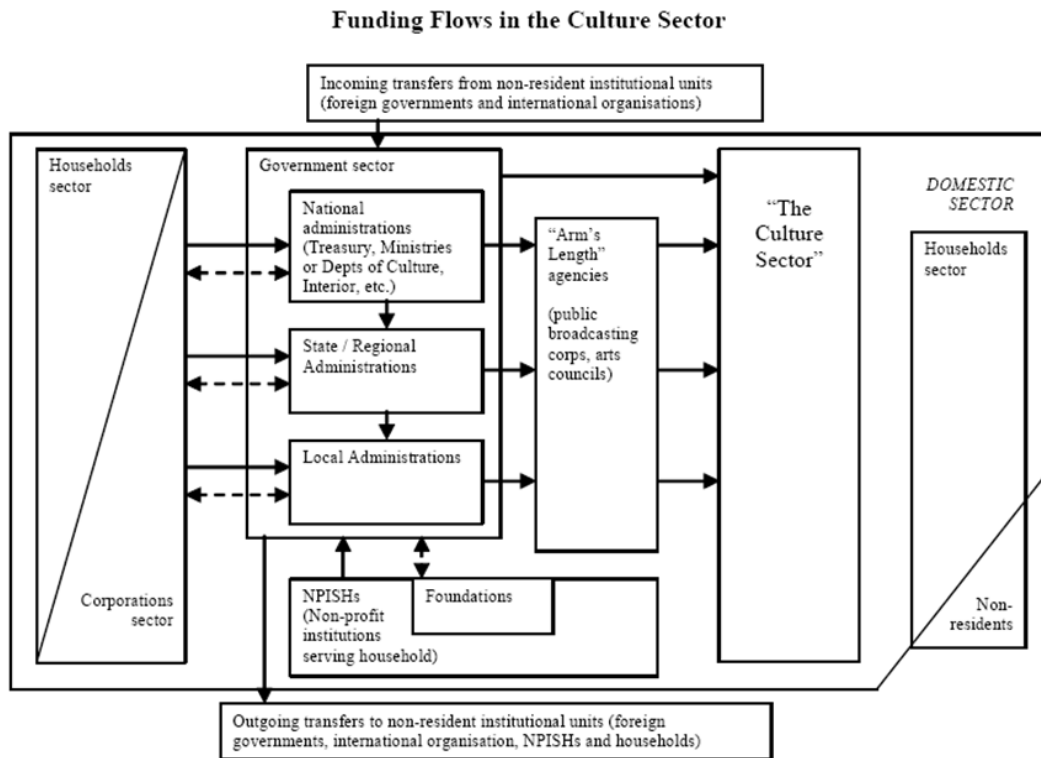 Funding Flows in the Culture Sector
Incoming transfers from non-resident institutional units
(foreign governments and international organisations)
Households
sector
Corporations
sector
Government sector
National
administrations
(Treasury, Ministries
or Depts of Culture,
Interior, etc.)
State / Regional
Administrations
Local Administrations
“Arm’s
Length”
agencies
(public
broadcasting
corps, arts
councils)
“The
Culture
Sector”
DOMESTIC
SECTOR
Households
sector
Non-
residents
NPISHs
(Non-profit
institutions
serving household)
Foundations
Outgoing transfers to non-resident institutional units (foreign
governments, international organisation, NPISHs and households)